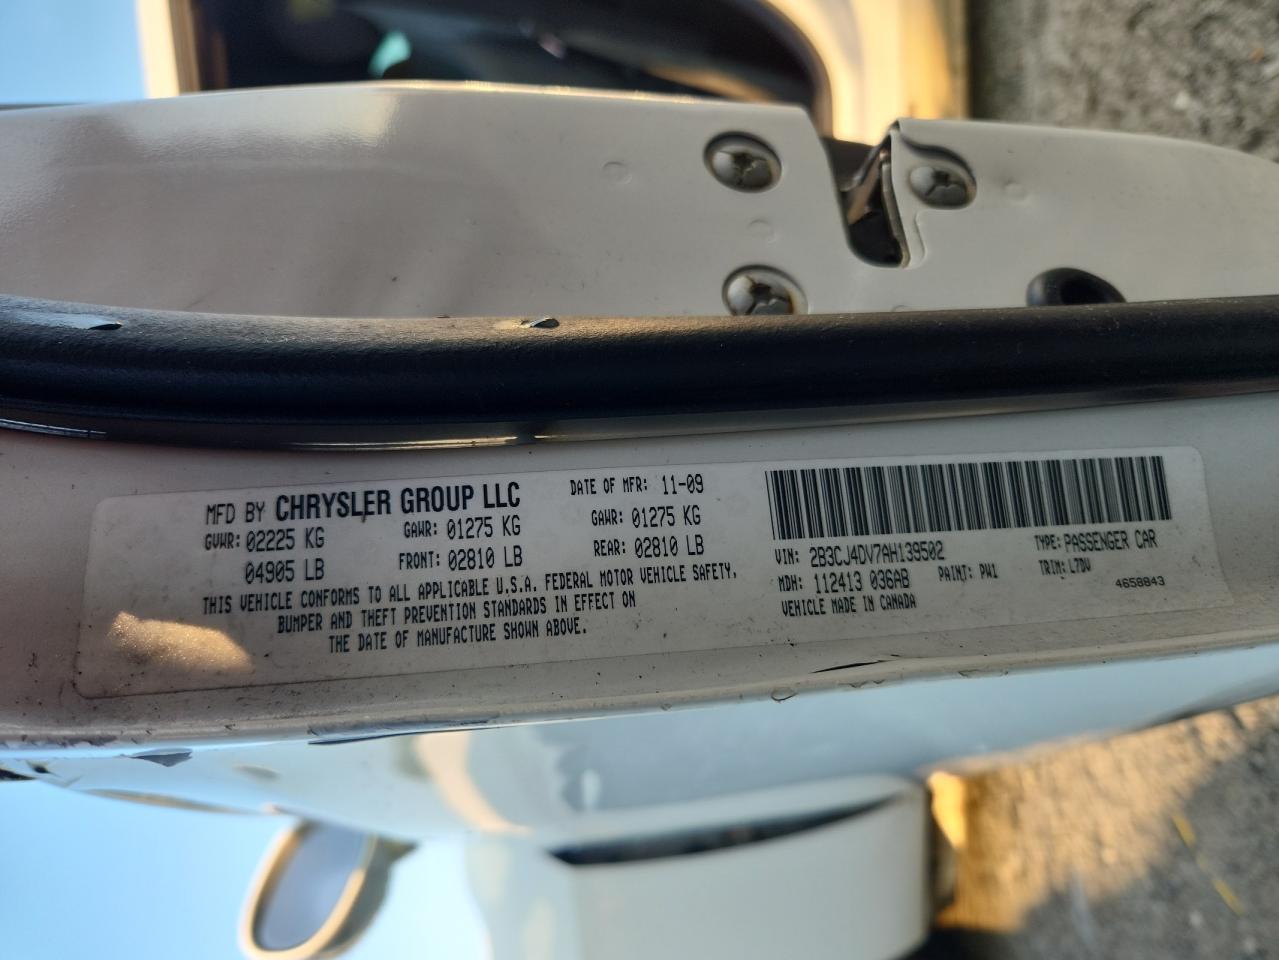 MFD BY CHRYSLER GROUP LLC DATE OF MFR: 11-09
GVWR: 02225 KG GAWR: 01275 KG GAWR: 01275 KG
04905 LB FRONT: 02810 LB REAR: 02810 LB
THIS VEHICLE CONFORMS TO ALL APPLICABLE U.S.A. FEDERAL MOTOR VEHICLE SAFETY,
BUMPER AND THEFT PREVENTION STANDARDS IN EFFECT ON
THE DATE OF MANUFACTURE SHOWN ABOVE.
VIN: 2B3CJ4DV7AH139502 TYPE: PASSENGER CAR
MDH: 112413 036AB PAINT: PW1 TRIM: L7DV
VEHICLE MADE IN CANADA 4658843